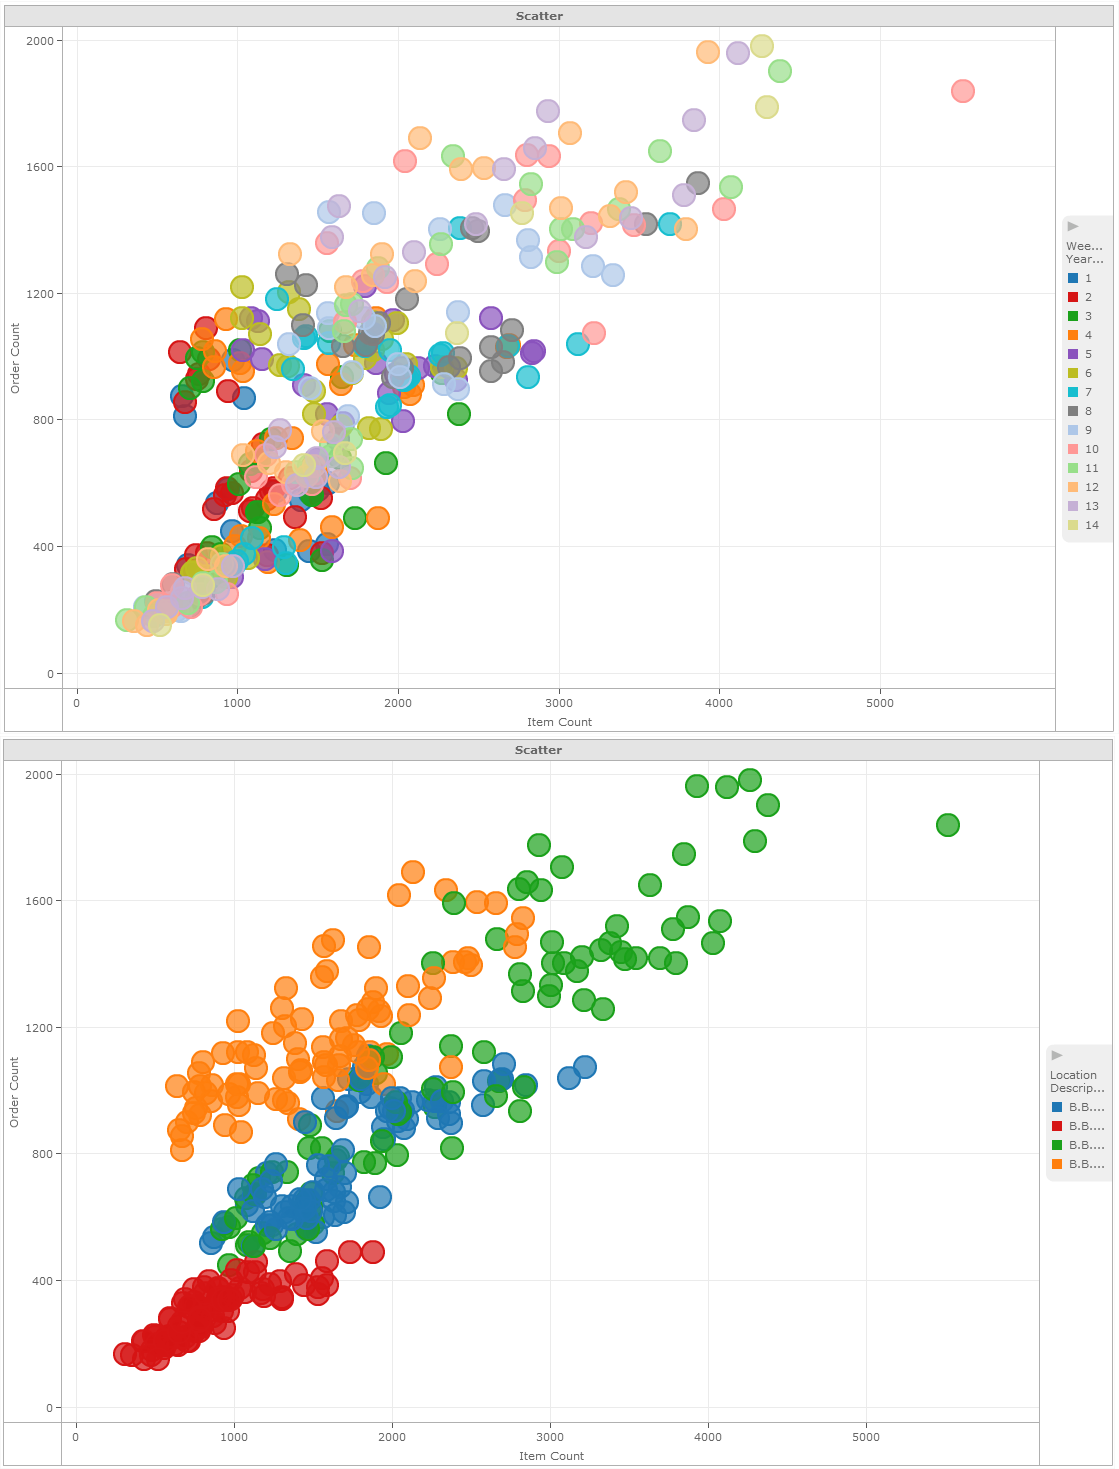 Scatter
2000
1600
1200
800
400
0
Order Count
0
1000
2000
3000
4000
5000
Item Count
Wee...
Year...
1
2
3
4
5
6
7
8
9
10
11
12
13
14
Scatter
2000
1600
1200
800
400
0
Order Count
0
1000
2000
3000
4000
5000
Item Count
Location
Descrip...
B.B....
B.B....
B.B....
B.B....